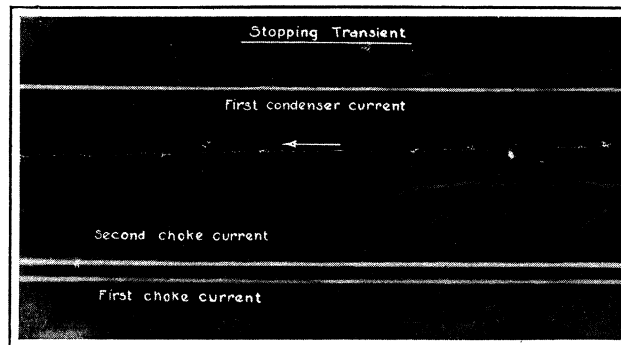 Stopping Transient
First condenser current
Second choke current
First choke current